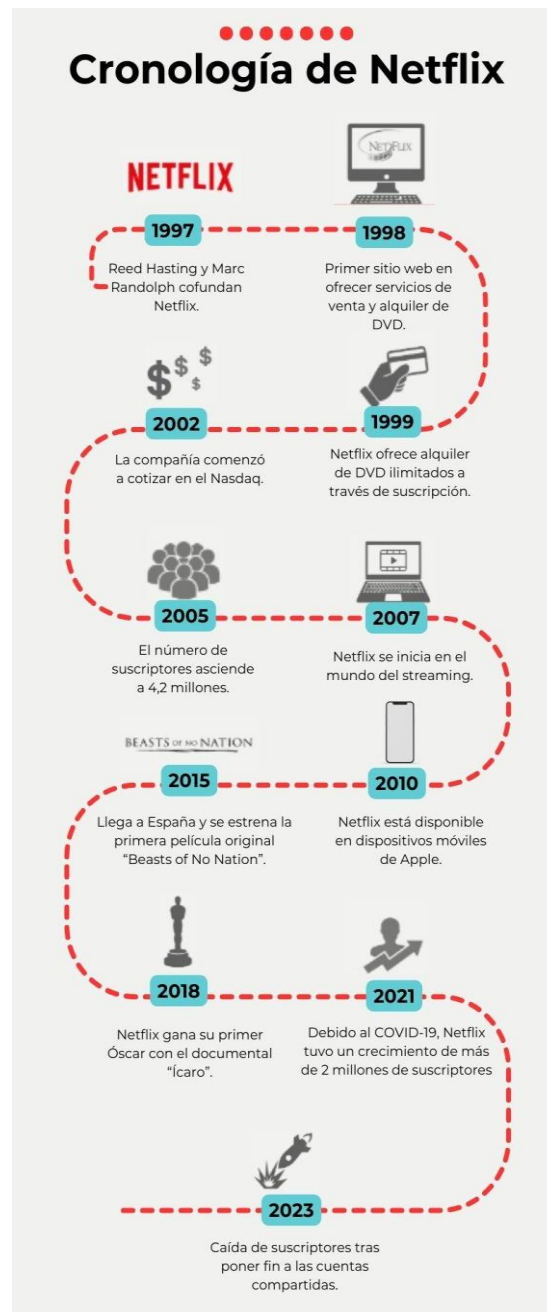 Cronología de Netflix
NETFLIX
NETFLIX
1997
Reed Hasting y Marc
Randolph cofundan
Netflix.
1998
Primer sitio web en
ofrecer servicios de
venta y alquiler de
DVD.
1999
Netflix ofrece alquiler
de DVD ilimitados a
través de suscripción.
$ $ $ $
2002
La compañía comenzó
a cotizar en el Nasdaq.
2005
El número de
suscriptores asciende
a 4,2 millones.
2007
Netflix se inicia en el
mundo del streaming.
2010
Netflix está disponible
en dispositivos móviles
de Apple.
BEASTS OF NO NATION
2015
Llega a España y se estrena la
primera película original
“Beasts of No Nation”.
2018
Netflix gana su primer
Óscar con el documental
“Ícaro”.
2021
Debido al COVID-19, Netflix
tuvo un crecimiento de más
de 2 millones de suscriptores
2023
Caída de suscriptores tras
poner fin a las cuentas
compartidas.